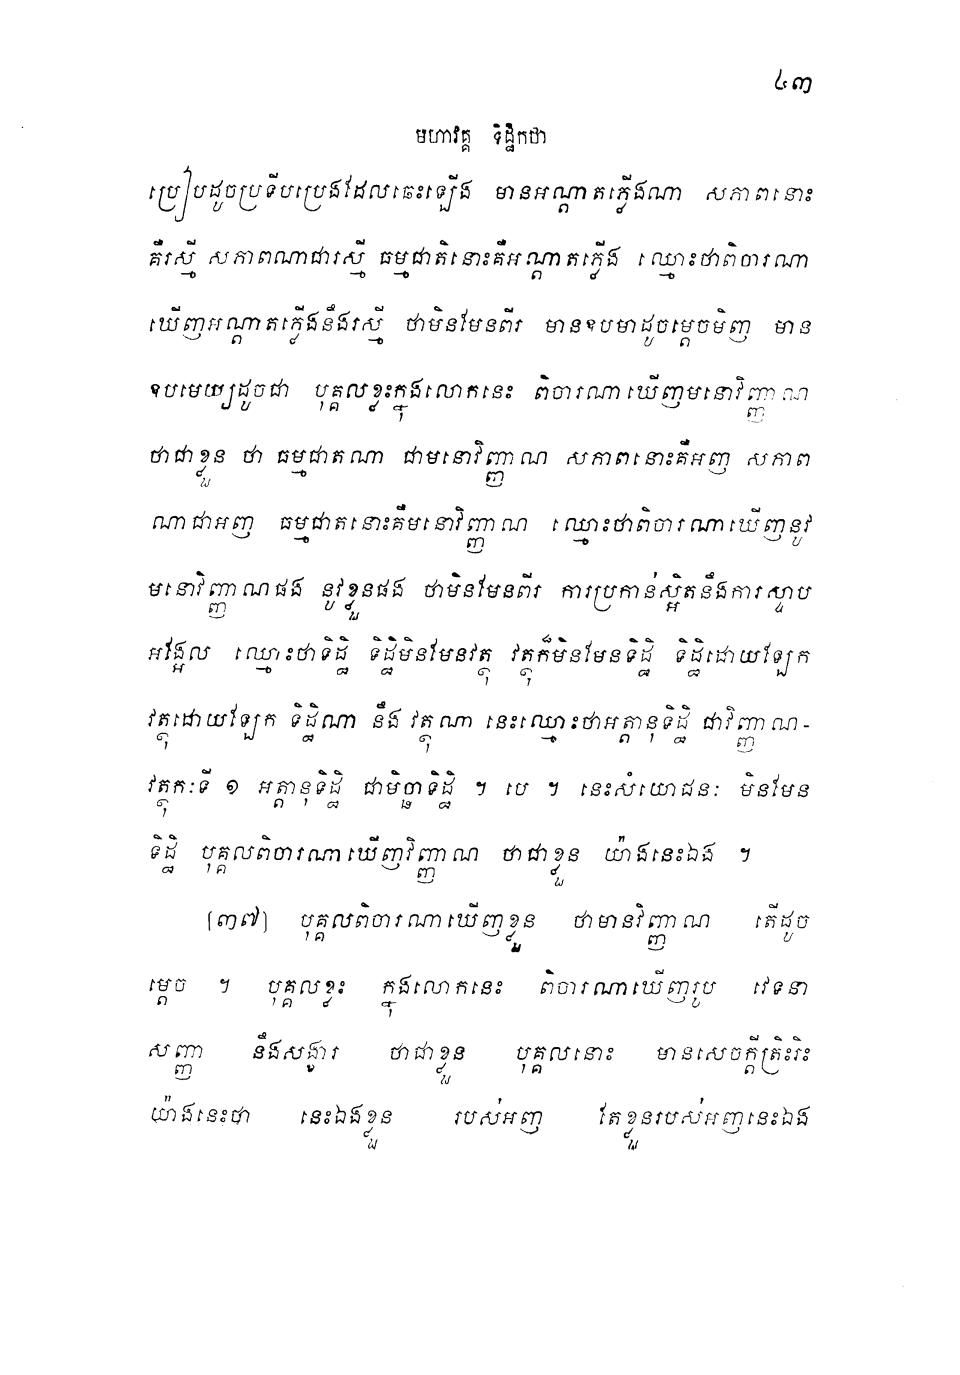 ៤៣
មហាវគ្គ ទិដ្ឋិកថា
ប្រៀបដូចប្រទីបប្រេងដែលឆេះឡើង មានអណ្ដាតភ្លើងណា សភាពនោះ
គឺរស្មី សភាពណាជារស្មី ធម្មជាតិនោះគឺអណ្ដាតភ្លើង ឈ្មោះថាពិចារណា
ឃើញអណ្ដាតភ្លើងនឹងរស្មី ថាមិនមែនពីរ មានឧបមាដូចម្ដេចមិញ មាន
ឧបមេយ្យដូចជា បុគ្គលខ្លះក្នុងលោកនេះ ពិចារណាឃើញមនោវិញ្ញាណ
ថាជាខ្លួន ថា ធម្មជាតណា ជាមនោវិញ្ញាណ សភាពនោះគឺអញ សភាព
ណាជាអញ ធម្មជាតនោះគឺមនោវិញ្ញាណ ឈ្មោះថាពិចារណាឃើញនូវ
មនោវិញ្ញាណផង នូវខ្លួនផង ថាមិនមែនពីរ ការប្រកាន់ស្អិតនឹងការស្ទាប
អង្អែល ឈ្មោះថាទិដ្ឋិ ទិដ្ឋិមិនមែនវត្ថុ វត្ថុក៏មិនមែនទិដ្ឋិ ទិដ្ឋិដោយឡែក
វត្ថុដោយឡែក ទិដ្ឋិណា នឹង វត្ថុណា នេះឈ្មោះថាអត្តានុទិដ្ឋិ ជាវិញ្ញាណ-
វត្ថុកៈទី ១ អត្តានុទិដ្ឋិ ជាមិច្ឆាទិដ្ឋិ ។ បេ ។ នេះសំយោជនៈ មិនមែន
ទិដ្ឋិ បុគ្គលពិចារណាឃើញវិញ្ញាណ ថាជាខ្លួន យ៉ាងនេះឯង ។
[៣៧] បុគ្គលពិចារណាឃើញខ្លួន ថាមានវិញ្ញាណ តើដូច
ម្ដេច ។ បុគ្គលខ្លះ ក្នុងលោកនេះ ពិចារណាឃើញរូប វេទនា
សញ្ញា នឹងសង្ខារ ថាជាខ្លួន បុគ្គលនោះ មានសេចក្ដីត្រិះរិះ
យ៉ាងនេះថា នេះឯងខ្លួន របស់អញ តែខ្លួនរបស់អញនេះឯង